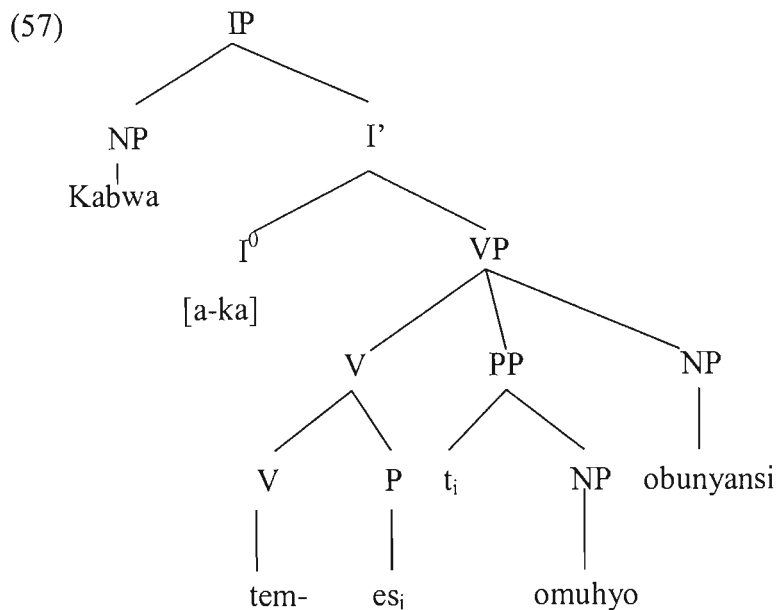 (57) IP
NP I'
Kabwa
I⁰ VP
[a-ka]
V PP NP
V P tᵢ NP obunyansi
tem- esᵢ omuhyo